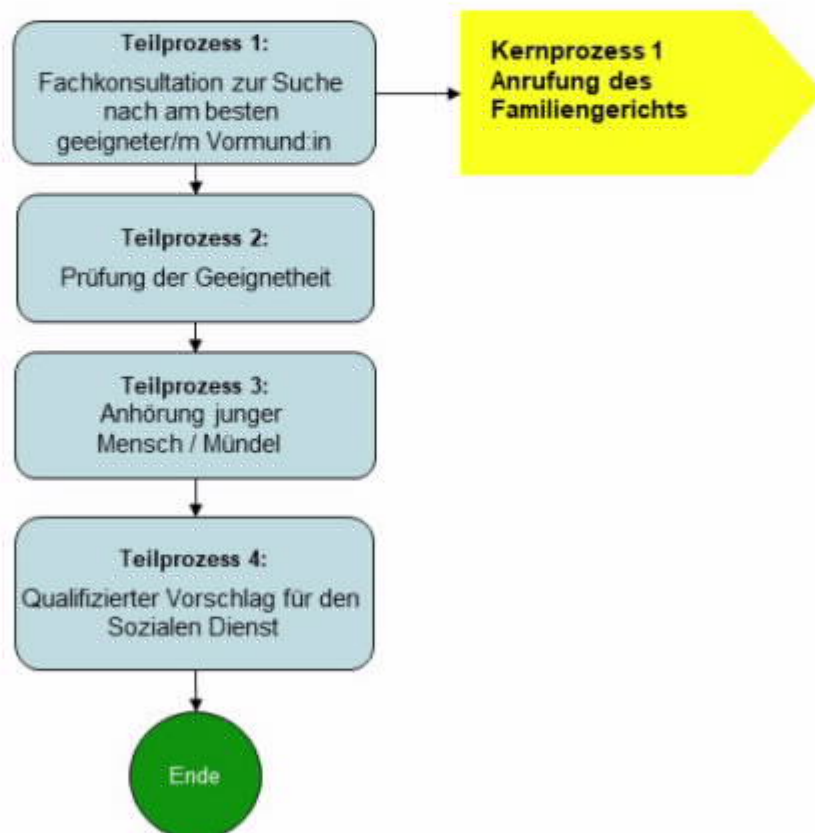 Teilprozess 1:
Fachkonsultation zur Suche
nach am besten
geeigneter/m Vormund:in
Kernprozess 1
Anrufung des
Familiengerichts
Teilprozess 2:
Prüfung der Geeignetheit
Teilprozess 3:
Anhörung junger
Mensch / Mündel
Teilprozess 4:
Qualifizierter Vorschlag für den
Sozialen Dienst
Ende